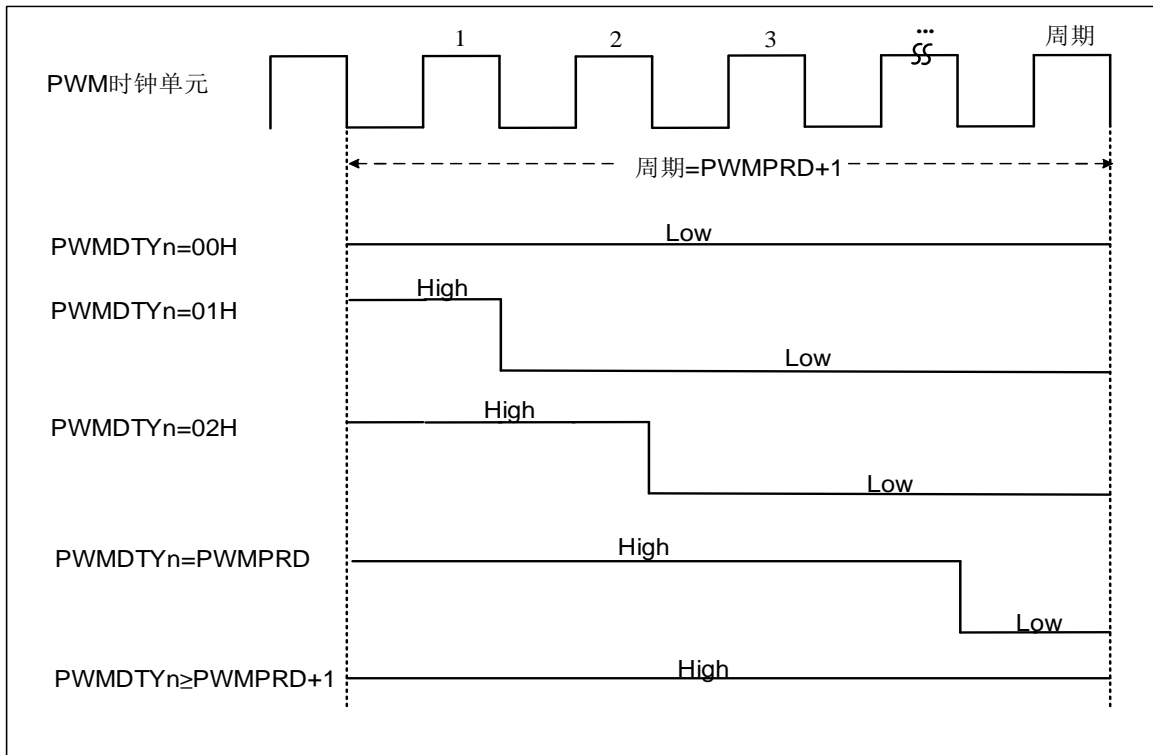 1 2 3 ... 周期
PWM时钟单元
周期=PWMPRD+1
PWMDTYn=00H Low
PWMDTYn=01H High Low
PWMDTYn=02H High Low
PWMDTYn=PWMPRD High Low
PWMDTYn≥PWMPRD+1 High